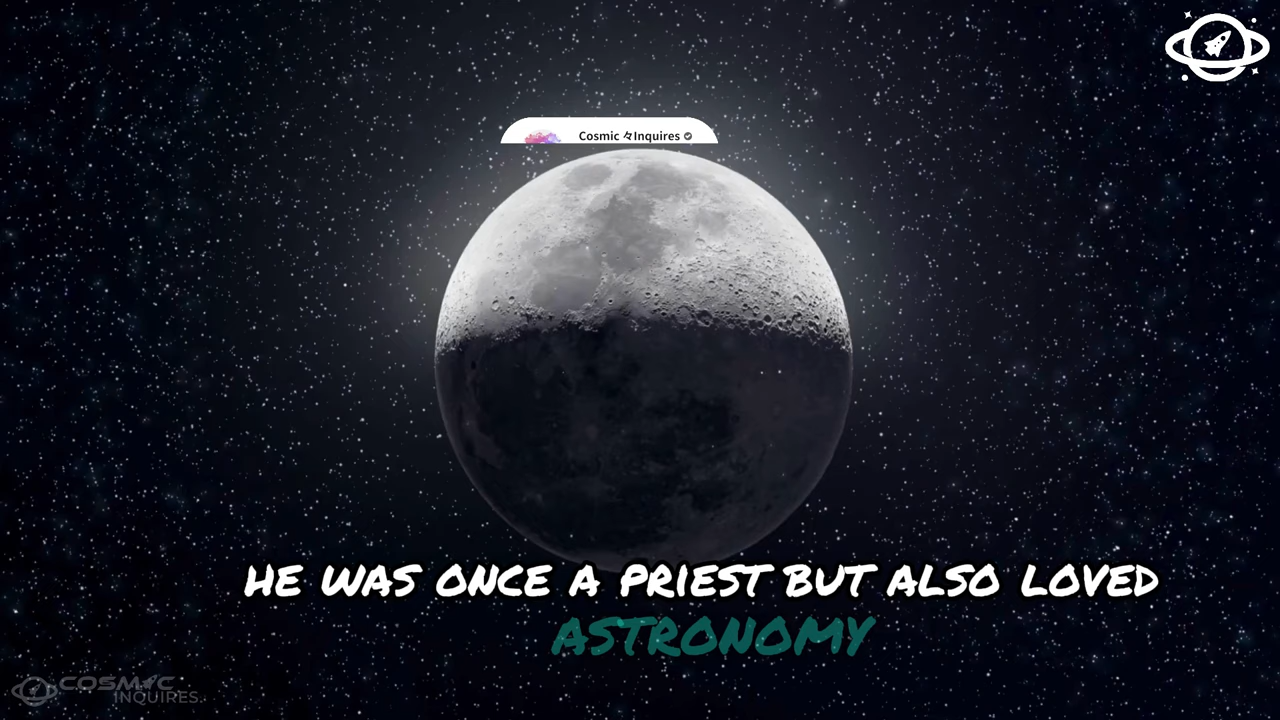 Cosmic Inquires
HE WAS ONCE A PRIEST BUT ALSO LOVED
ASTRONOMY
COSMIC
INQUIRES